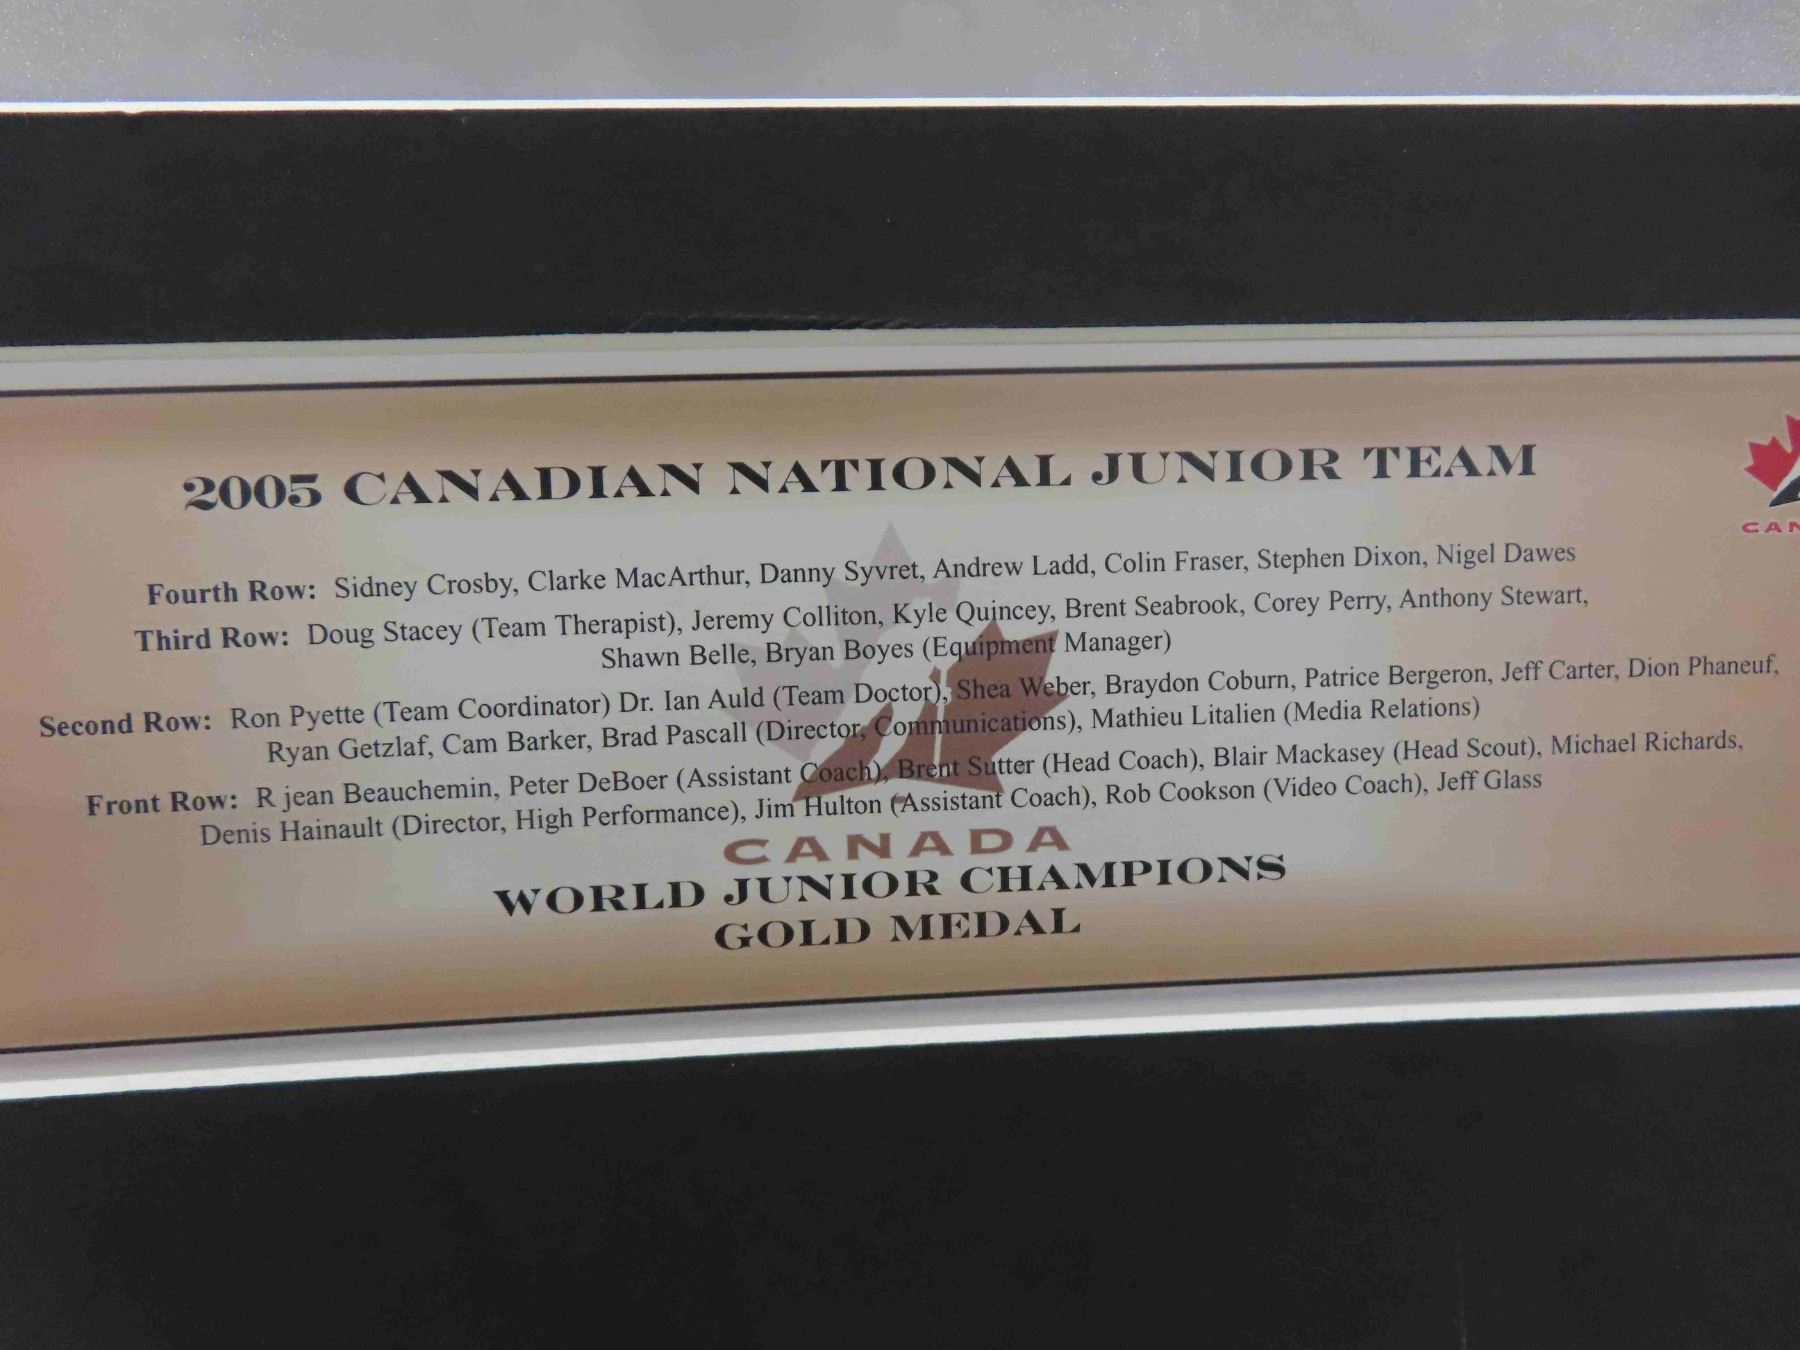 2005 CANADIAN NATIONAL JUNIOR TEAM
CAN
Fourth Row: Sidney Crosby, Clarke MacArthur, Danny Syvret, Andrew Ladd, Colin Fraser, Stephen Dixon, Nigel Dawes
Third Row: Doug Stacey (Team Therapist), Jeremy Colliton, Kyle Quincey, Brent Seabrook, Corey Perry, Anthony Stewart,
Shawn Belle, Bryan Boyes (Equipment Manager)
Second Row: Ron Pyette (Team Coordinator) Dr. Ian Auld (Team Doctor), Shea Weber, Braydon Coburn, Patrice Bergeron, Jeff Carter, Dion Phaneuf,
Ryan Getzlaf, Cam Barker, Brad Pascall (Director, Communications), Mathieu Litalien (Media Relations)
Front Row: R jean Beauchemin, Peter DeBoer (Assistant Coach), Brent Sutter (Head Coach), Blair Mackasey (Head Scout), Michael Richards,
Denis Hainault (Director, High Performance), Jim Hulton (Assistant Coach), Rob Cookson (Video Coach), Jeff Glass
CANADA
WORLD JUNIOR CHAMPIONS
GOLD MEDAL